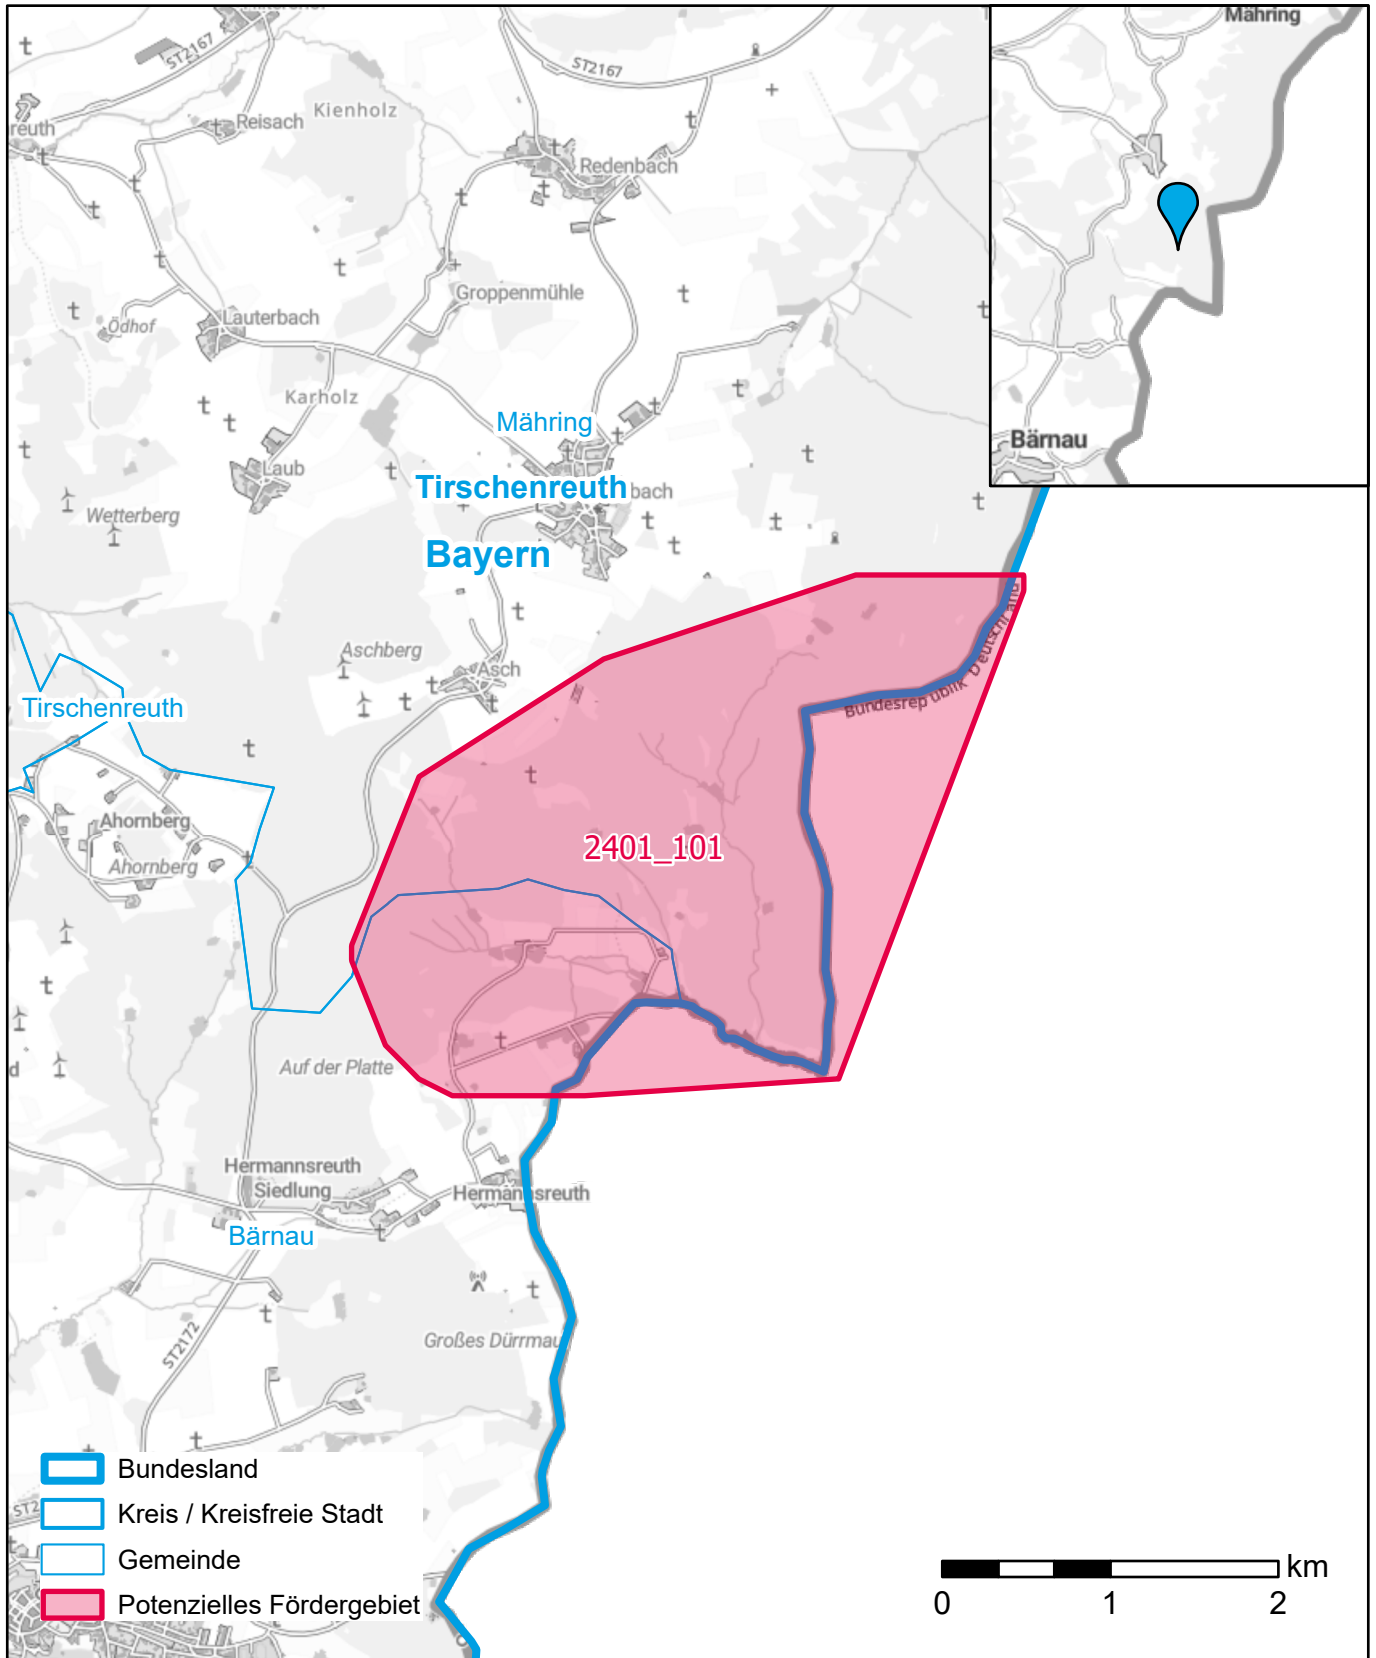 Mähring
ST2167
ST2167
Kienholz
Reisach
reuth
Redenbach
Groppenmühle
Ödhof
Lauterbach
Karholz
Mähring
Bärnau
Laub
Tirschenreuth
bach
Wetterberg
Bayern
Aschberg
Asch
Bundesrepublik Deutschland
Tirschenreuth
Ahornberg
2401_101
Ahornberg
d
Auf der Platte
Hermannsreuth
Siedlung
Hermannsreuth
Bärnau
ST2172
Großes Dürrmau
ST2
Bundesland
Kreis / Kreisfreie Stadt
Gemeinde
Potenzielles Fördergebiet
km
0 1 2